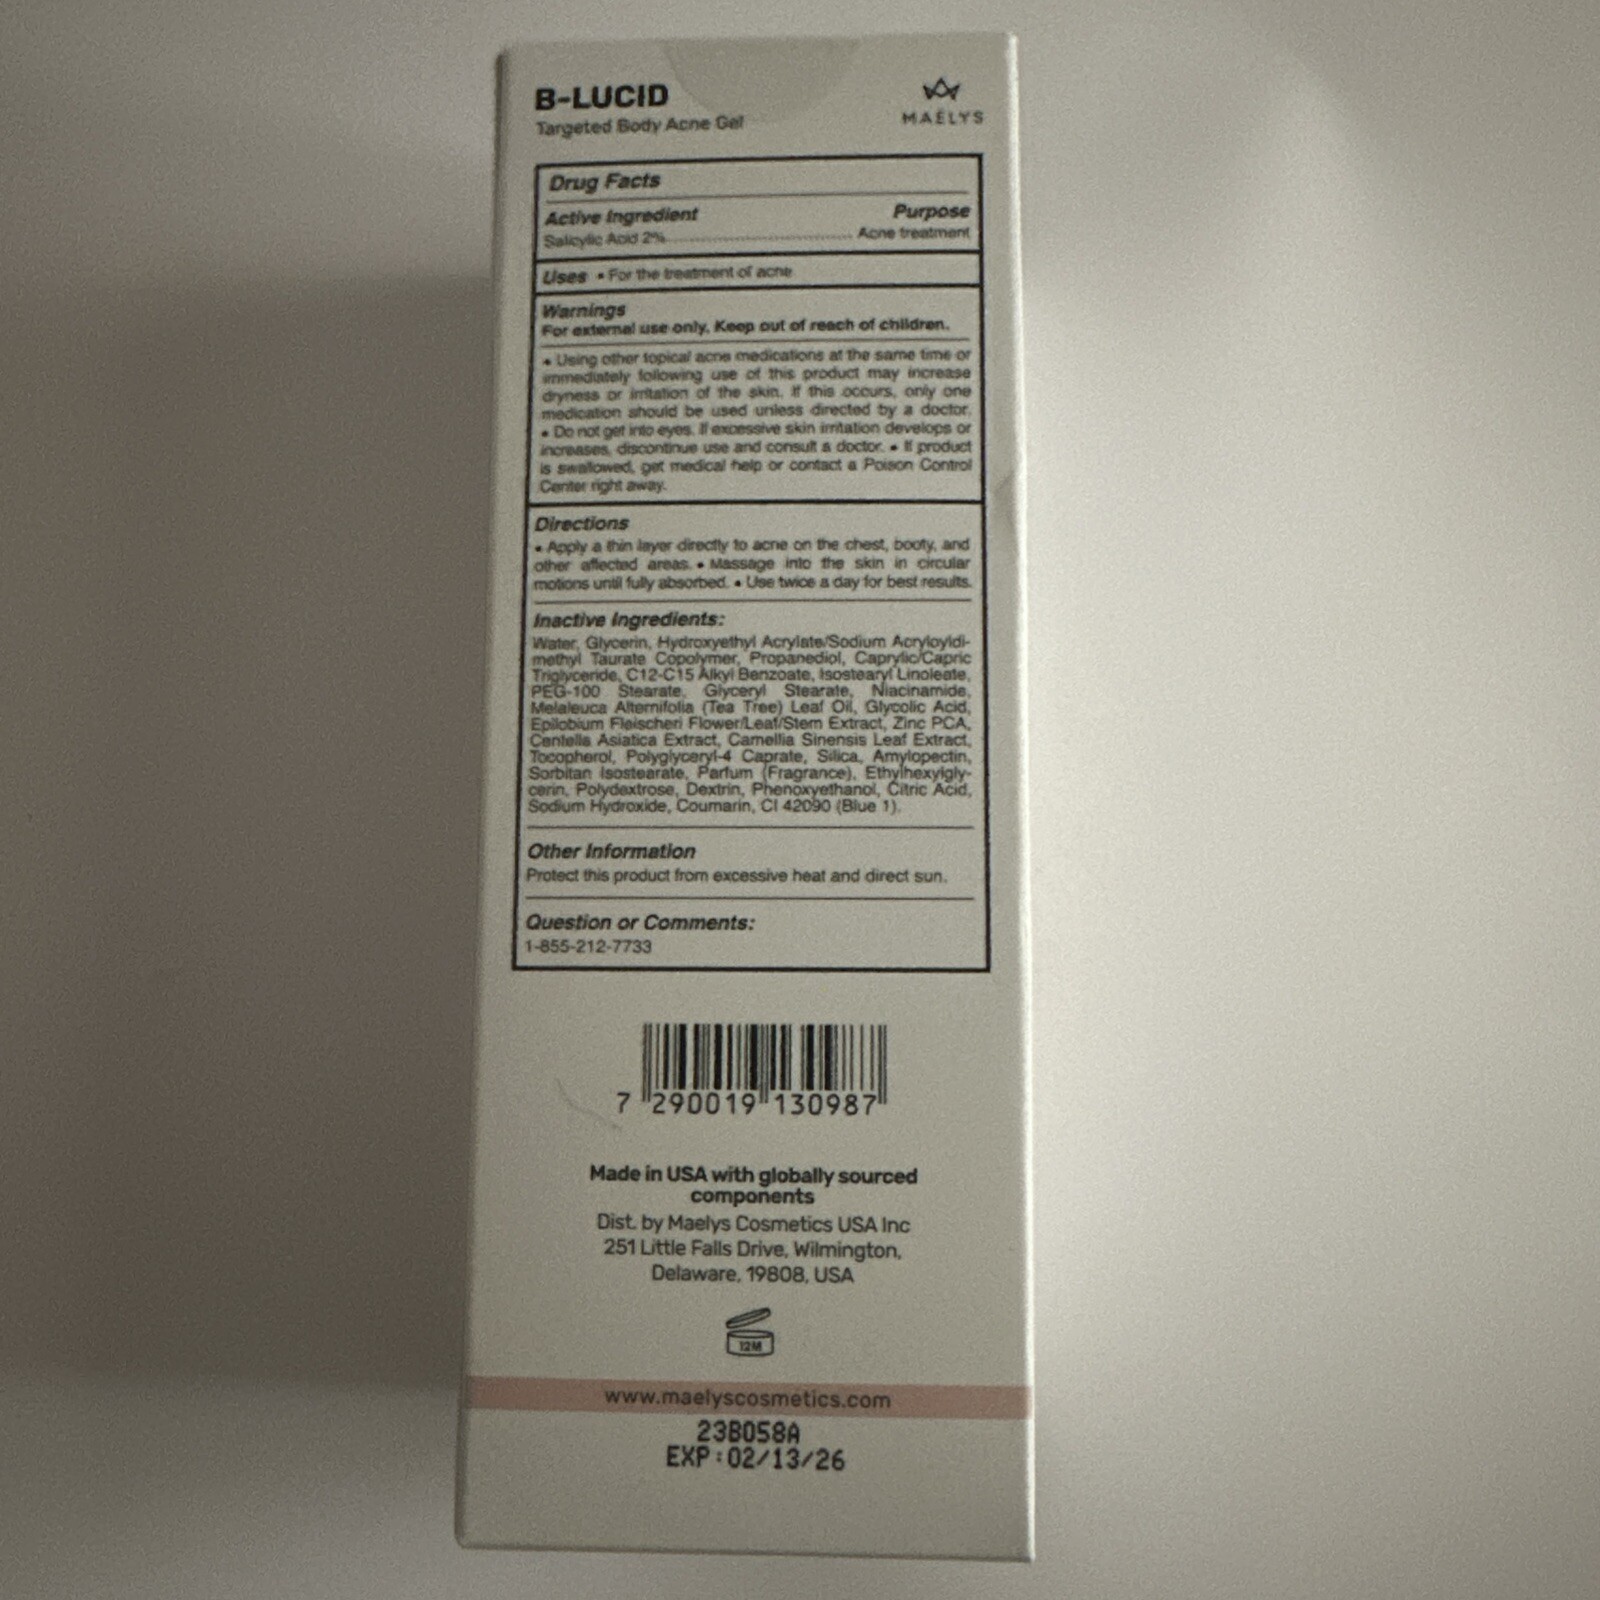 B-LUCID
MAËLYS
Targeted Body Acne Gel
Drug Facts
Active Ingredient Purpose
Salicylic Acid 2%........................................ Acne treatment
Uses • For the treatment of acne
Warnings
For external use only. Keep out of reach of children.
• Using other topical acne medications at the same time or
immediately following use of this product may increase
dryness or irritation of the skin. If this occurs, only one
medication should be used unless directed by a doctor.
• Do not get into eyes. If excessive skin irritation develops or
increases, discontinue use and consult a doctor. • If product
is swallowed, get medical help or contact a Poison Control
Center right away.
Directions
• Apply a thin layer directly to acne on the chest, booty, and
other affected areas. • Massage into the skin in circular
motions until fully absorbed. • Use twice a day for best results.
Inactive Ingredients:
Water, Glycerin, Hydroxyethyl Acrylate/Sodium Acryloyldi-
methyl Taurate Copolymer, Propanediol, Caprylic/Capric
Triglyceride, C12-C15 Alkyl Benzoate, Isostearyl Linoleate,
PEG-100 Stearate, Glyceryl Stearate, Niacinamide,
Melaleuca Alternifolia (Tea Tree) Leaf Oil, Glycolic Acid,
Epilobium Fleischeri Flower/Leaf/Stem Extract, Zinc PCA,
Centella Asiatica Extract, Camellia Sinensis Leaf Extract,
Tocopherol, Polyglyceryl-4 Caprate, Silica, Amylopectin,
Sorbitan Isostearate, Parfum (Fragrance), Ethylhexylgly-
cerin, Polydextrose, Dextrin, Phenoxyethanol, Citric Acid,
Sodium Hydroxide, Coumarin, CI 42090 (Blue 1).
Other Information
Protect this product from excessive heat and direct sun.
Question or Comments:
1-855-212-7733
7 290019 130987
Made in USA with globally sourced
components
Dist. by Maelys Cosmetics USA Inc
251 Little Falls Drive, Wilmington,
Delaware, 19808, USA
12M
www.maelyscosmetics.com
23B058A
EXP:02/13/26